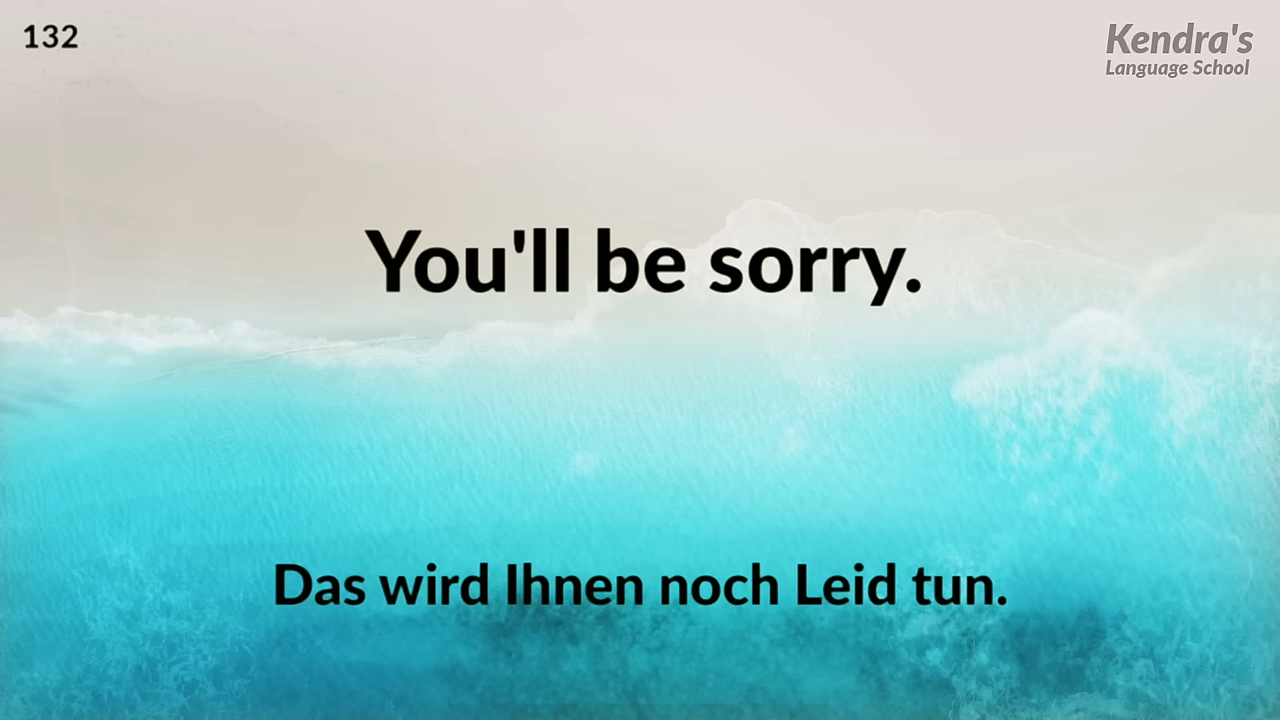 132
Kendra's
Language School
You'll be sorry.
Das wird Ihnen noch Leid tun.